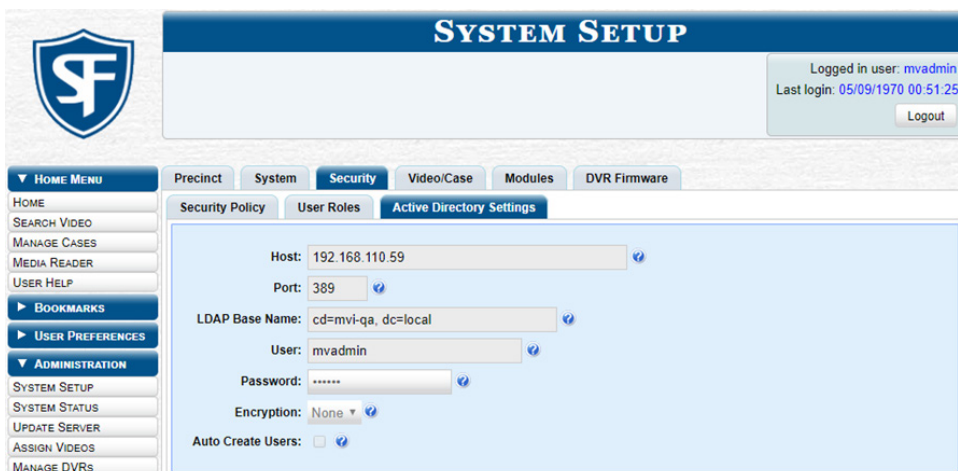 SYSTEM SETUP
SF
Logged in user: mvadmin
Last login: 05/09/1970 00:51:25
Logout
▼ HOME MENU
HOME
SEARCH VIDEO
MANAGE CASES
MEDIA READER
USER HELP
► BOOKMARKS
► USER PREFERENCES
▼ ADMINISTRATION
SYSTEM SETUP
SYSTEM STATUS
UPDATE SERVER
ASSIGN VIDEOS
MANAGE DVRS
Precinct System Security Video/Case Modules DVR Firmware
Security Policy User Roles Active Directory Settings
Host: 192.168.110.59 ?
Port: 389 ?
LDAP Base Name: cd=mvi-qa, dc=local ?
User: mvadmin ?
Password: •••••• ?
Encryption: None ▼ ?
Auto Create Users: ?